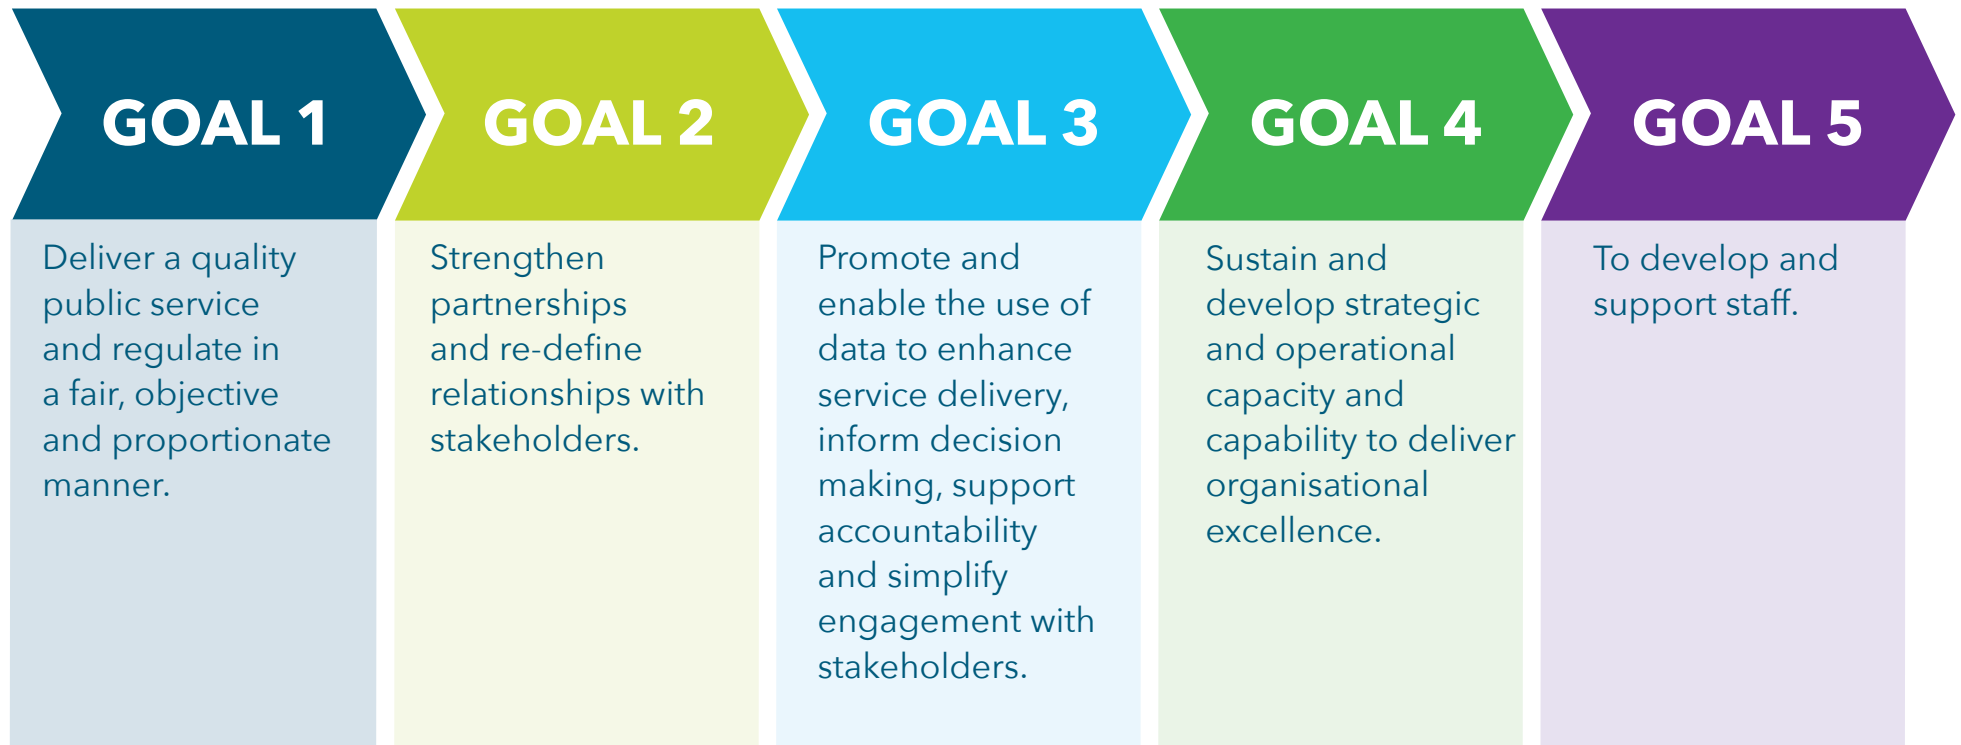 GOAL 1
Deliver a quality
public service
and regulate in
a fair, objective
and proportionate
manner.
GOAL 2
Strengthen
partnerships
and re-define
relationships with
stakeholders.
GOAL 3
Promote and
enable the use of
data to enhance
service delivery,
inform decision
making, support
accountability
and simplify
engagement with
stakeholders.
GOAL 4
Sustain and
develop strategic
and operational
capacity and
capability to deliver
organisational
excellence.
GOAL 5
To develop and
support staff.